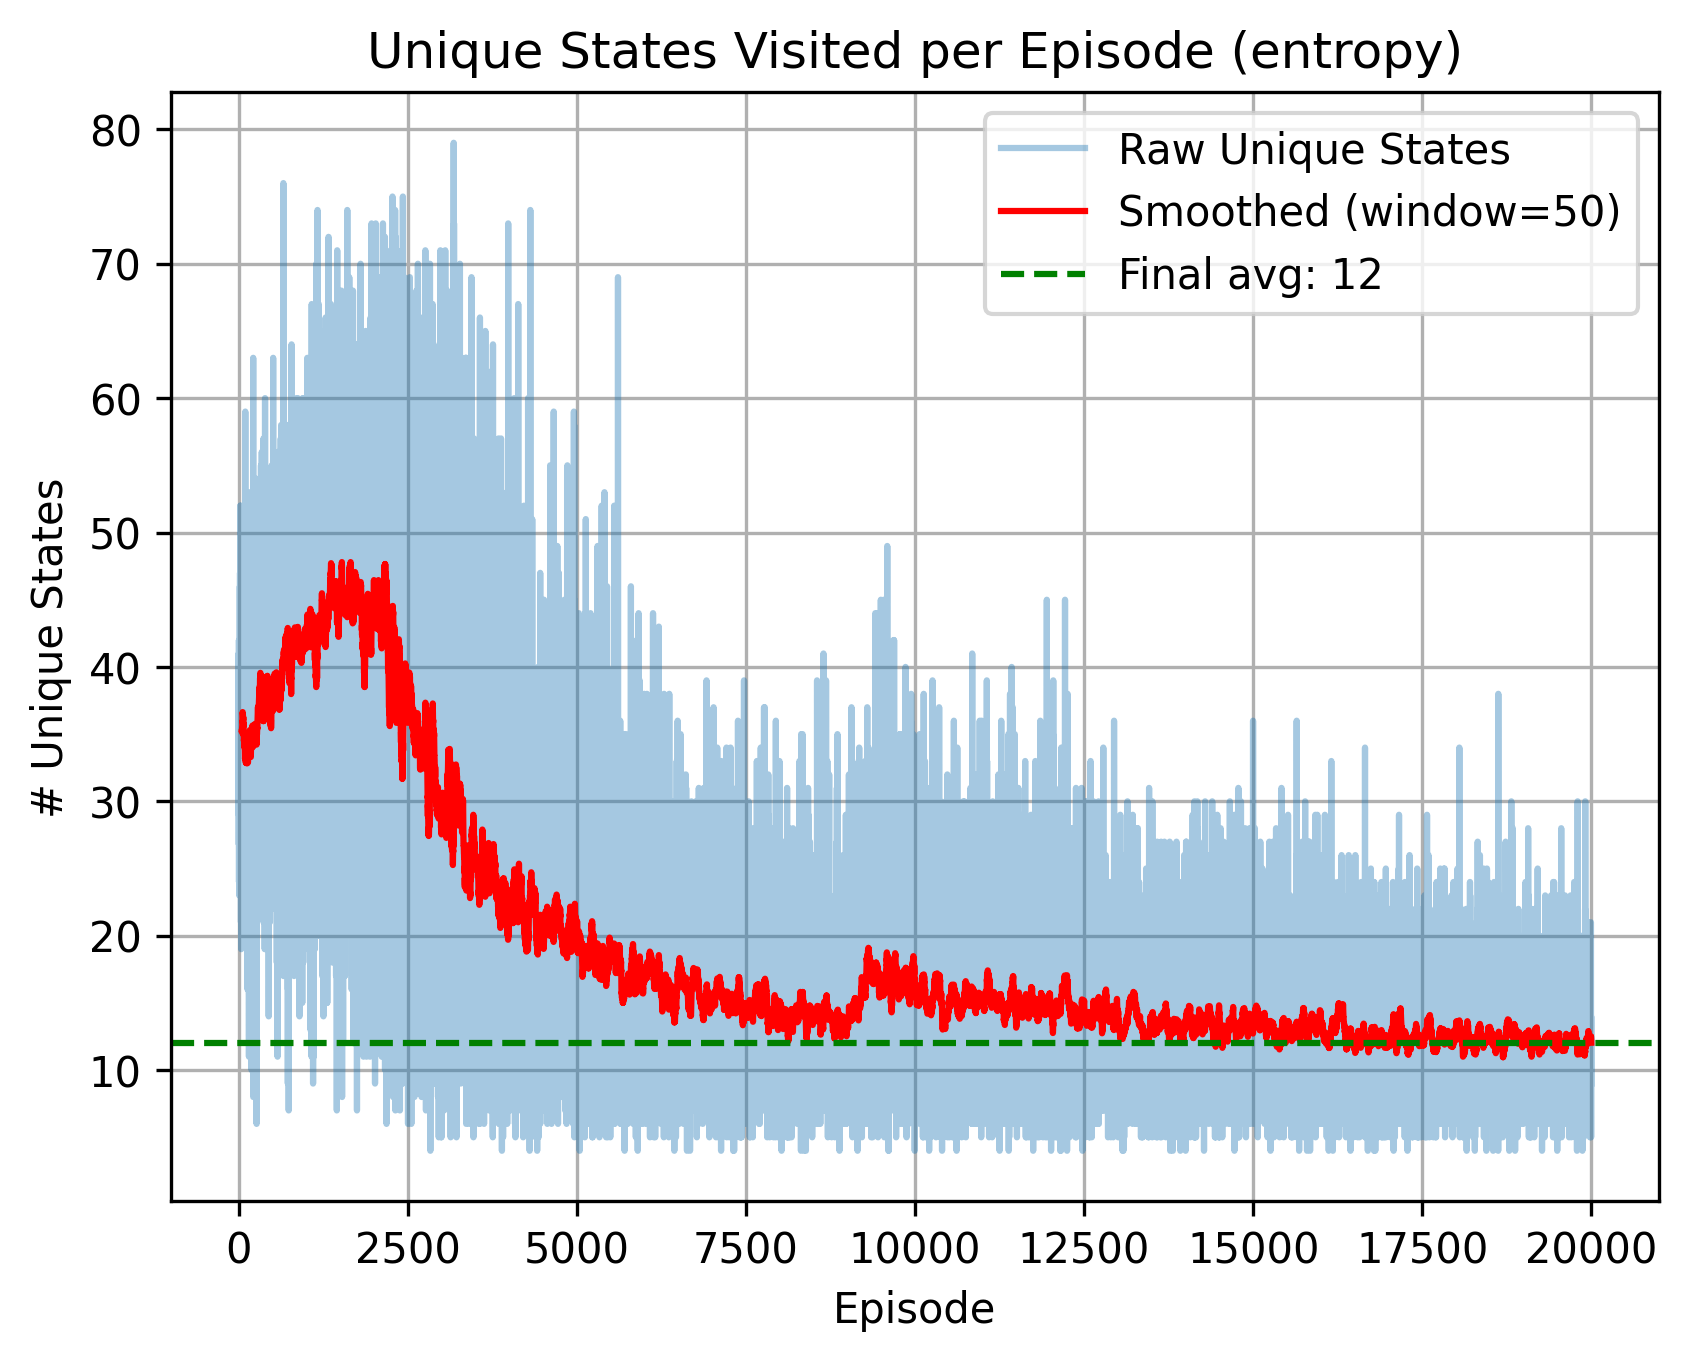 Unique States Visited per Episode (entropy)
Raw Unique States
Smoothed (window=50)
Final avg: 12
# Unique States
80
70
60
50
40
30
20
10
0 2500 5000 7500 10000 12500 15000 17500 20000
Episode